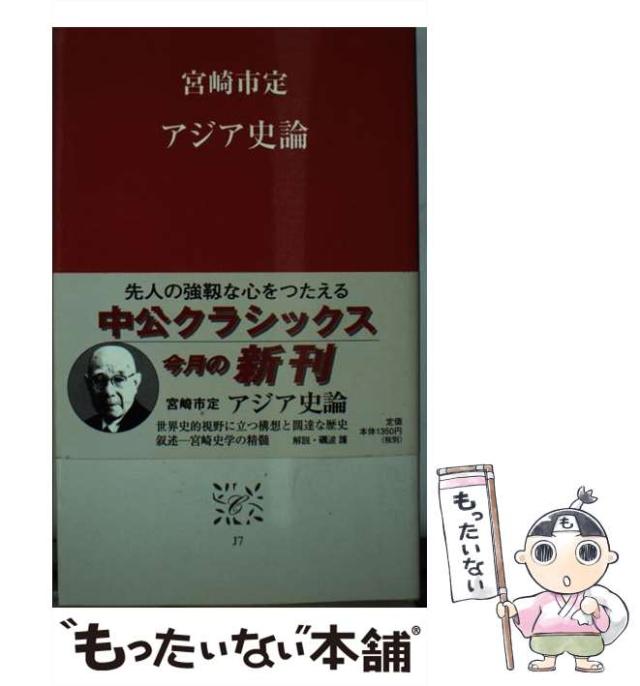 宮崎市定
アジア史論
先人の強靱な心をつたえる
中公クラシックス
今月の 新刊
宮崎市定 アジア史論
世界史的視野に立つ構想と闊達な歴史
叙述―宮崎史学の精髄 解説・礪波 護
定価
本体1350円
(税別)
C
J7
もったいない
も
"もったいない"本舗®